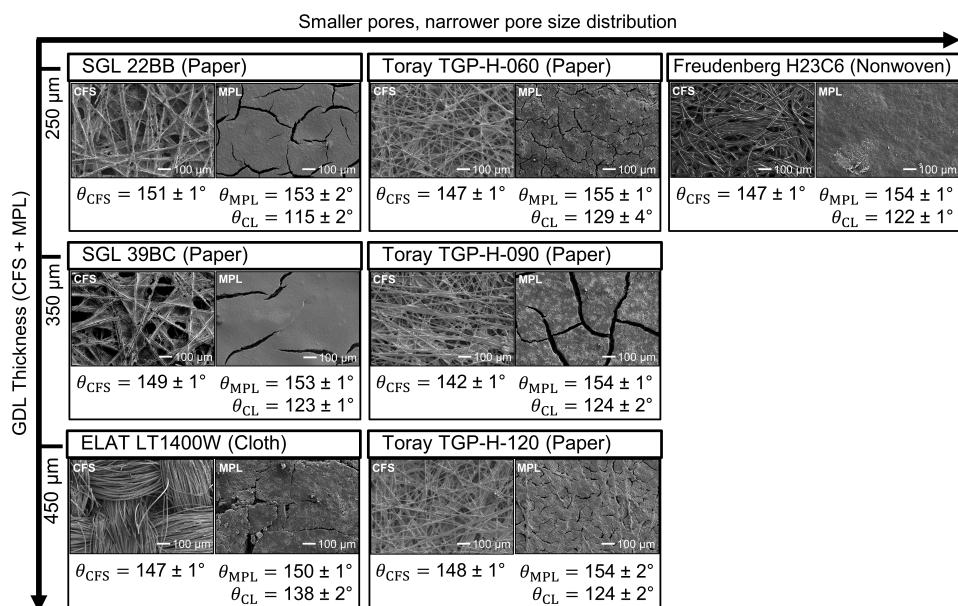 Smaller pores, narrower pore size distribution
GDL Thickness (CFS + MPL)
250 μm
SGL 22BB (Paper)
CFS
100 μm
MPL
100 μm
θCFS = 151 ± 1°
θMPL = 153 ± 2°
θCL = 115 ± 2°
Toray TGP-H-060 (Paper)
CFS
100 μm
MPL
100 μm
θCFS = 147 ± 1°
θMPL = 155 ± 1°
θCL = 129 ± 4°
Freudenberg H23C6 (Nonwoven)
CFS
100 μm
MPL
100 μm
θCFS = 147 ± 1°
θMPL = 154 ± 1°
θCL = 122 ± 1°
350 μm
SGL 39BC (Paper)
CFS
100 μm
MPL
100 μm
θCFS = 149 ± 1°
θMPL = 153 ± 1°
θCL = 123 ± 1°
Toray TGP-H-090 (Paper)
CFS
100 μm
MPL
100 μm
θCFS = 142 ± 1°
θMPL = 154 ± 1°
θCL = 124 ± 2°
450 μm
ELAT LT1400W (Cloth)
CFS
100 μm
MPL
100 μm
θCFS = 147 ± 1°
θMPL = 150 ± 1°
θCL = 138 ± 2°
Toray TGP-H-120 (Paper)
CFS
100 μm
MPL
100 μm
θCFS = 148 ± 1°
θMPL = 154 ± 2°
θCL = 124 ± 2°